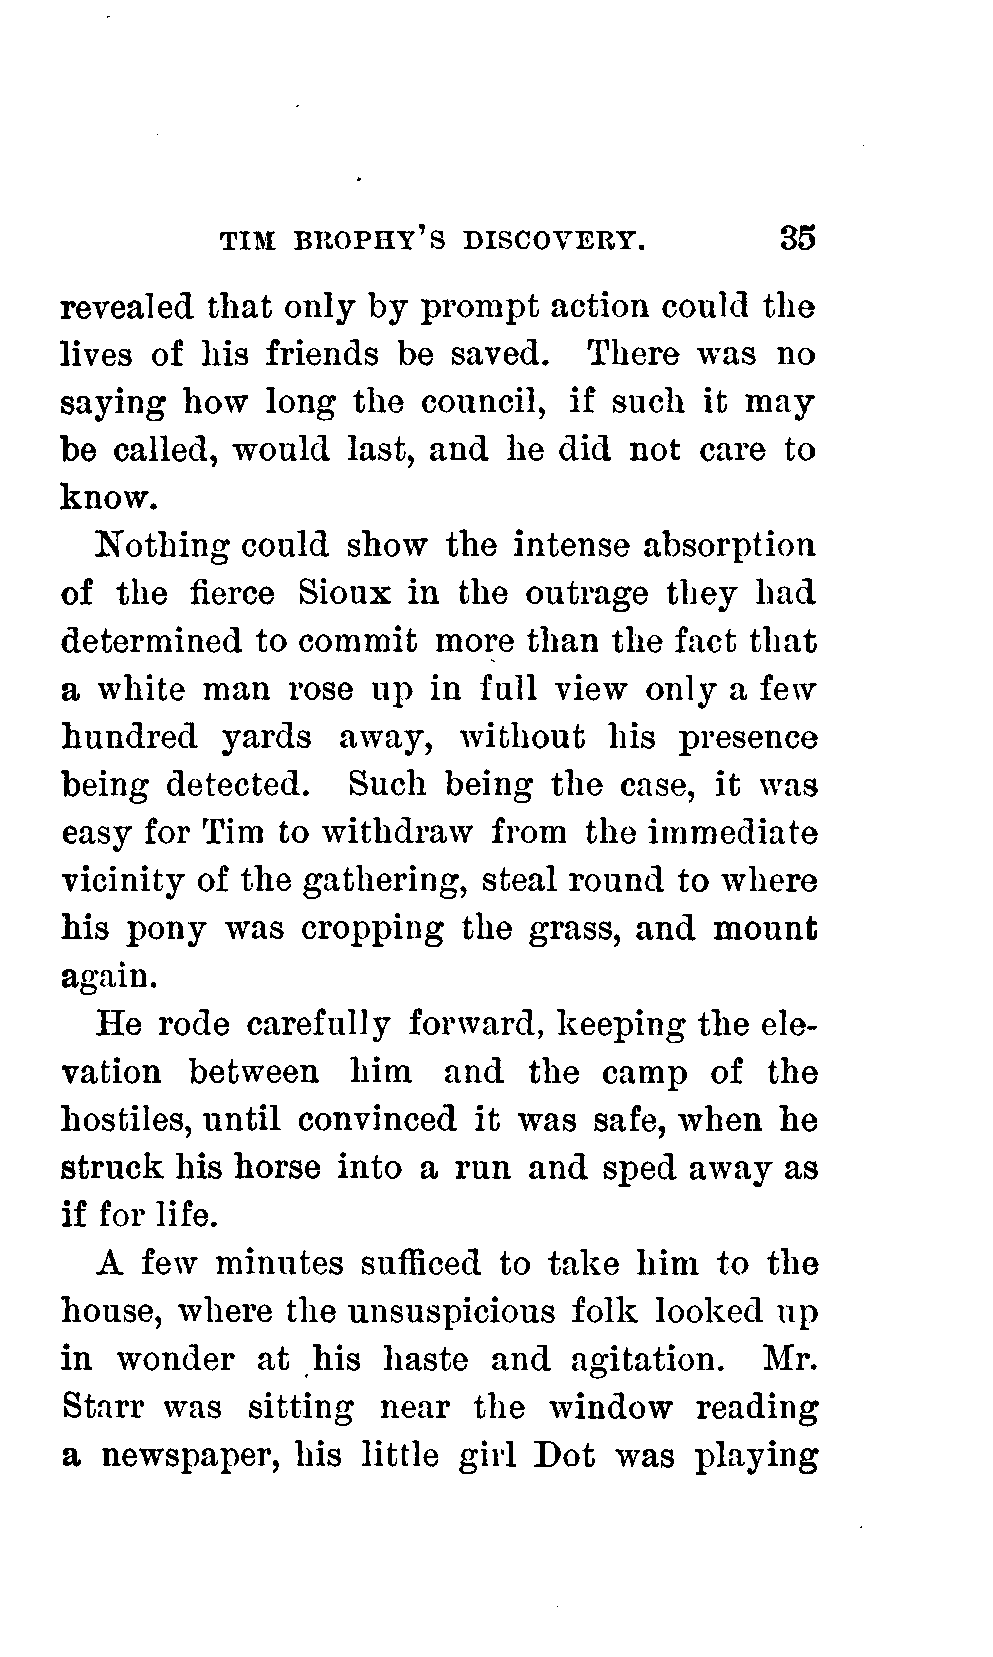 TIM BROPHY'S DISCOVERY. 35
revealed that only by prompt action could the
lives of his friends be saved. There was no
saying how long the council, if such it may
be called, would last, and he did not care to
know.
Nothing could show the intense absorption
of the fierce Sioux in the outrage they had
determined to commit more than the fact that
a white man rose up in full view only a few
hundred yards away, without his presence
being detected. Such being the case, it was
easy for Tim to withdraw from the immediate
vicinity of the gathering, steal round to where
his pony was cropping the grass, and mount
again.
He rode carefully forward, keeping the ele-
vation between him and the camp of the
hostiles, until convinced it was safe, when he
struck his horse into a run and sped away as
if for life.
A few minutes sufficed to take him to the
house, where the unsuspicious folk looked up
in wonder at his haste and agitation. Mr.
Starr was sitting near the window reading
a newspaper, his little girl Dot was playing